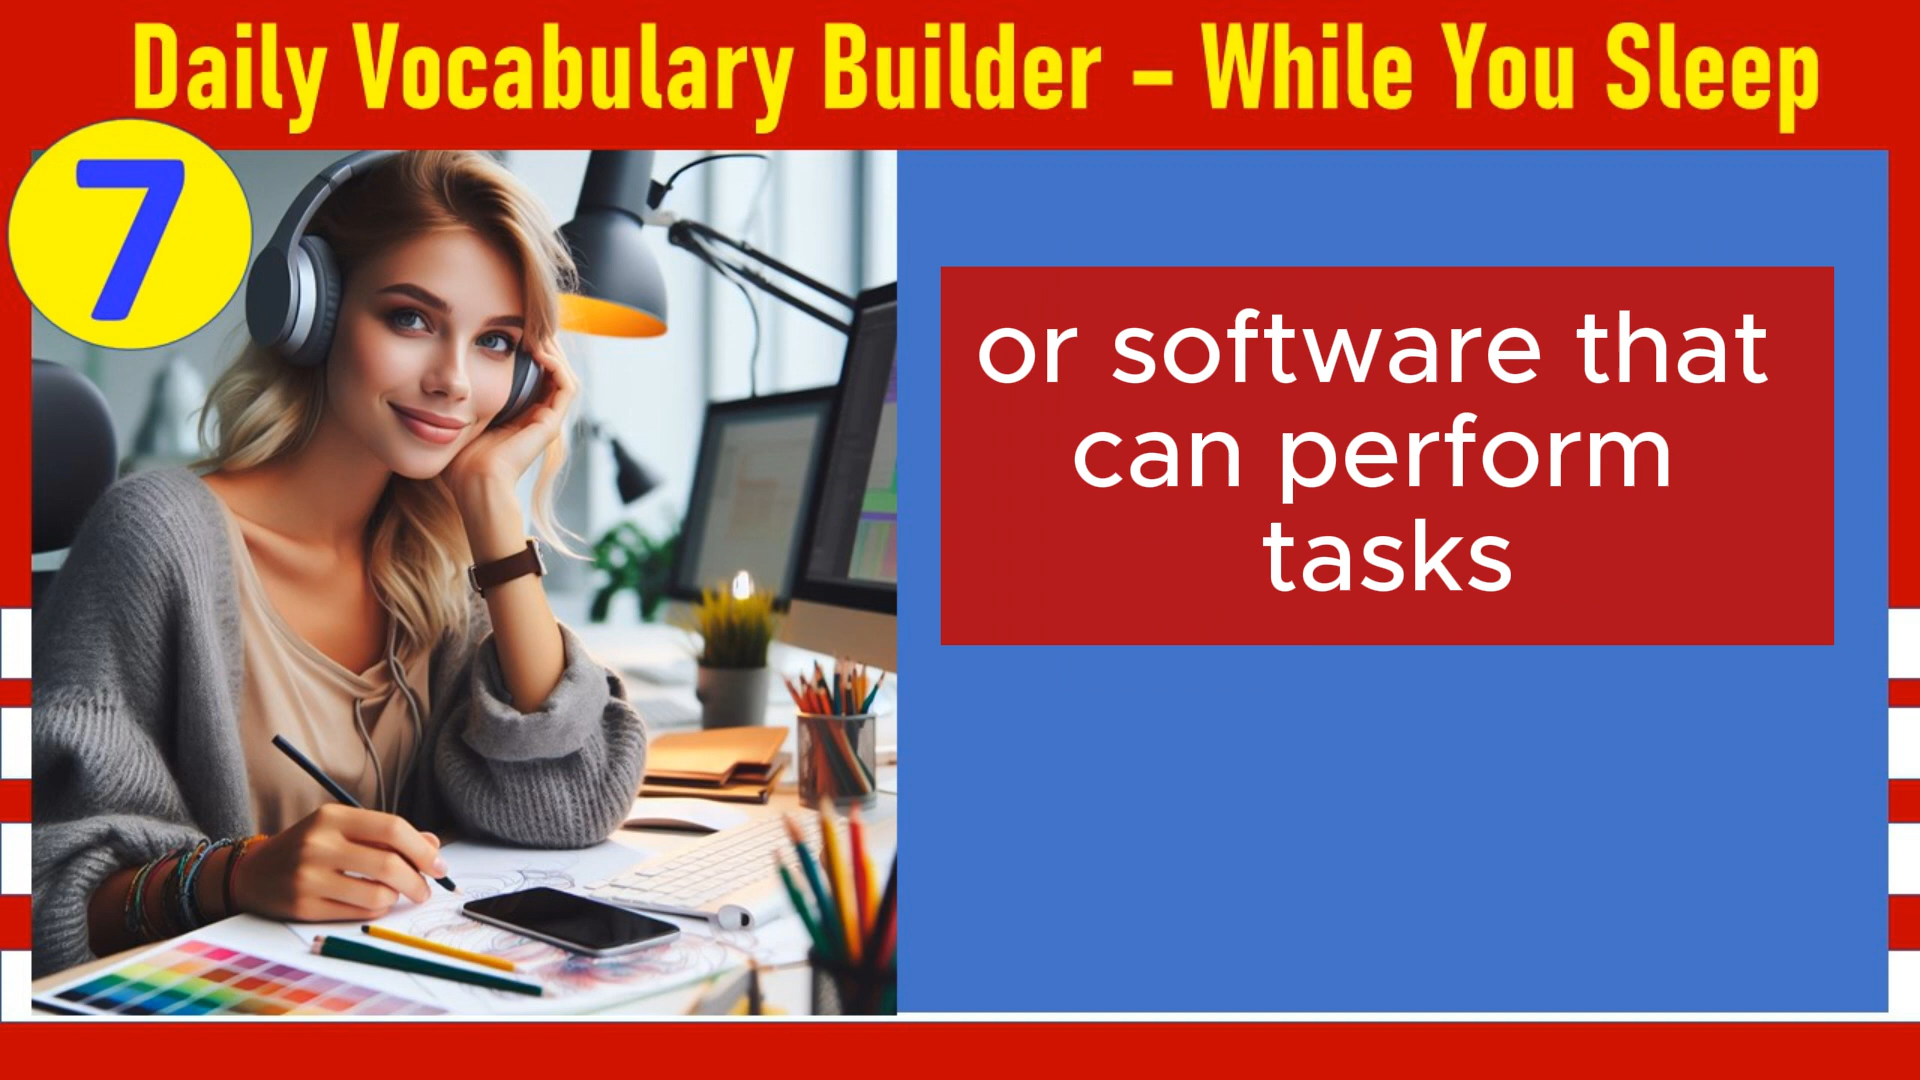 Daily Vocabulary Builder – While You Sleep
7
or software that
can perform
tasks